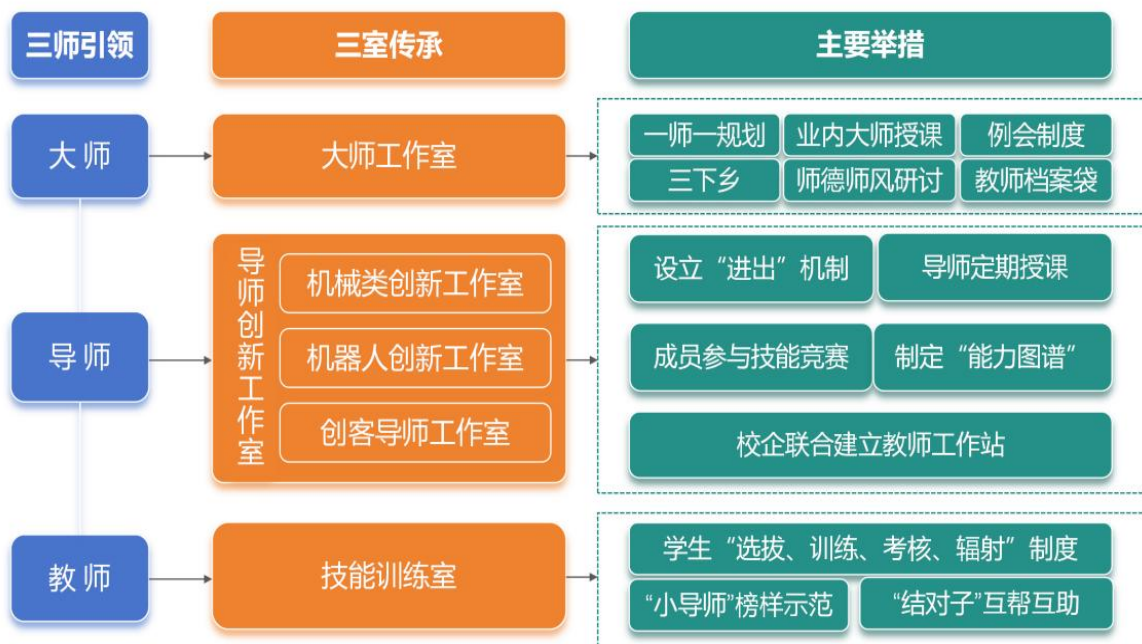 三师引领
三室传承
主要举措
大师
大师工作室
一师一规划
业内大师授课
例会制度
三下乡
师德师风研讨
教师档案袋
导师
导师创新工作室
机械类创新工作室
机器人创新工作室
创客导师工作室
设立“进出”机制
导师定期授课
成员参与技能竞赛
制定“能力图谱”
校企联合建立教师工作站
教师
技能训练室
学生“选拔、训练、考核、辐射”制度
“小导师”榜样示范
“结对子”互帮互助